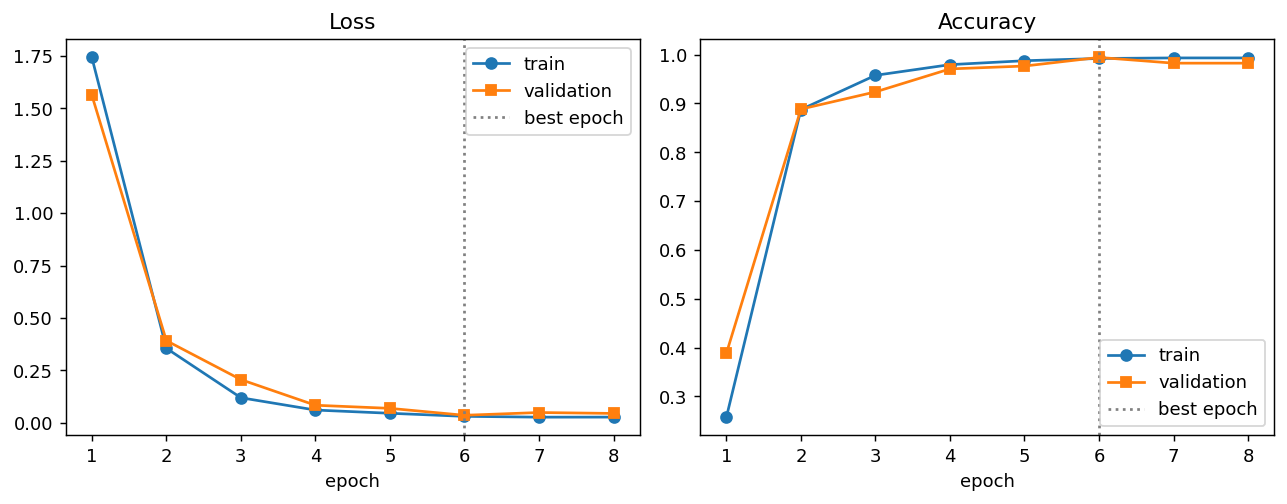 Loss
1.75
1.50
1.25
1.00
0.75
0.50
0.25
0.00
1 2 3 4 5 6 7 8
epoch
train
validation
best epoch
Accuracy
1.0
0.9
0.8
0.7
0.6
0.5
0.4
0.3
1 2 3 4 5 6 7 8
epoch
train
validation
best epoch